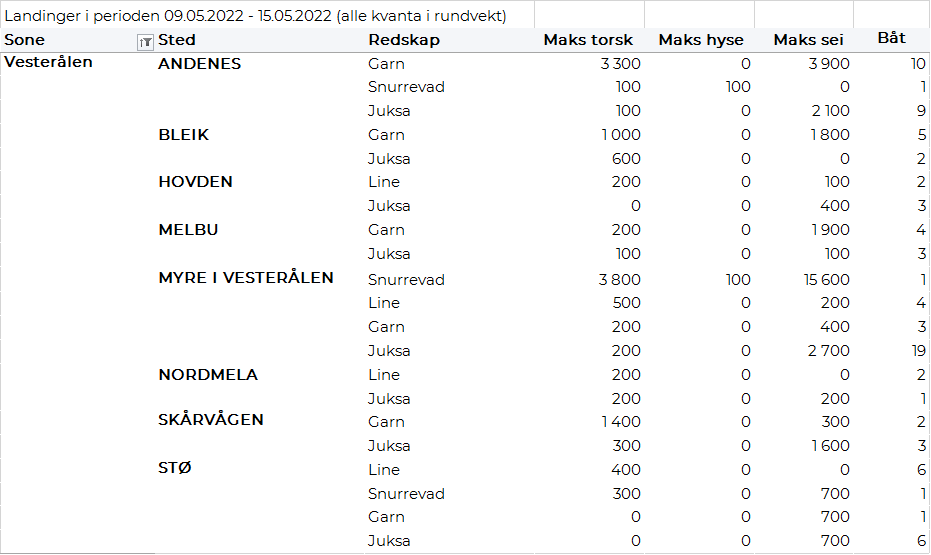 Landinger i perioden 09.05.2022 - 15.05.2022 (alle kvanta i rundvekt)
Sone Sted Redskap Maks torsk Maks hyse Maks sei Båt
Vesterålen ANDENES Garn 3 300 0 3 900 10
Snurrevad 100 100 0 1
Juksa 100 0 2 100 9
BLEIK Garn 1 000 0 1 800 5
Juksa 600 0 0 2
HOVDEN Line 200 0 100 2
Juksa 0 0 400 3
MELBU Garn 200 0 1 900 4
Juksa 100 0 100 3
MYRE I VESTERÅLEN Snurrevad 3 800 100 15 600 1
Line 500 0 200 4
Garn 200 0 400 3
Juksa 200 0 2 700 19
NORDMELA Line 200 0 0 2
Juksa 200 0 200 1
SKÅRVÅGEN Garn 1 400 0 300 2
Juksa 300 0 1 600 3
STØ Line 400 0 0 6
Snurrevad 300 0 700 1
Garn 0 0 700 1
Juksa 0 0 700 6